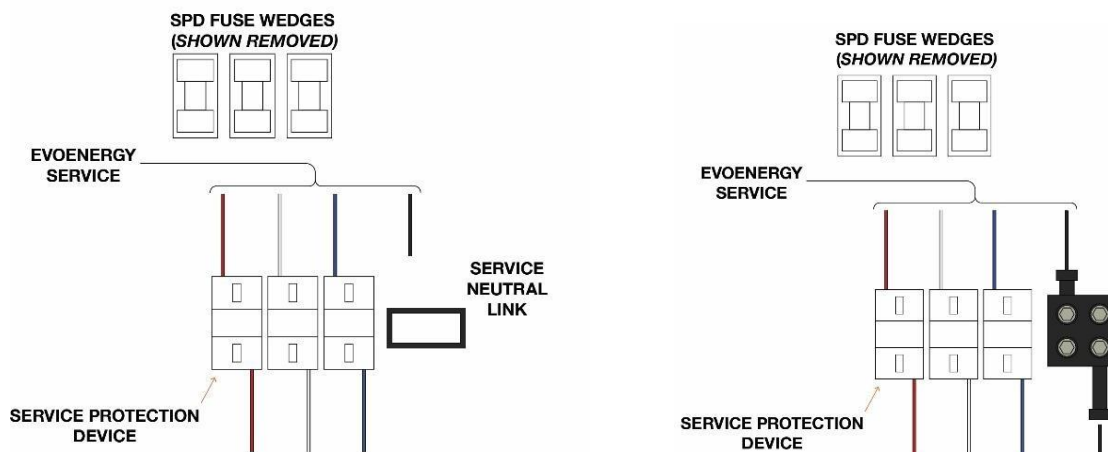 SPD FUSE WEDGES
(SHOWN REMOVED)
EVOENERGY
SERVICE
SERVICE
NEUTRAL
LINK
SERVICE PROTECTION
DEVICE
SPD FUSE WEDGES
(SHOWN REMOVED)
EVOENERGY
SERVICE
SERVICE PROTECTION
DEVICE